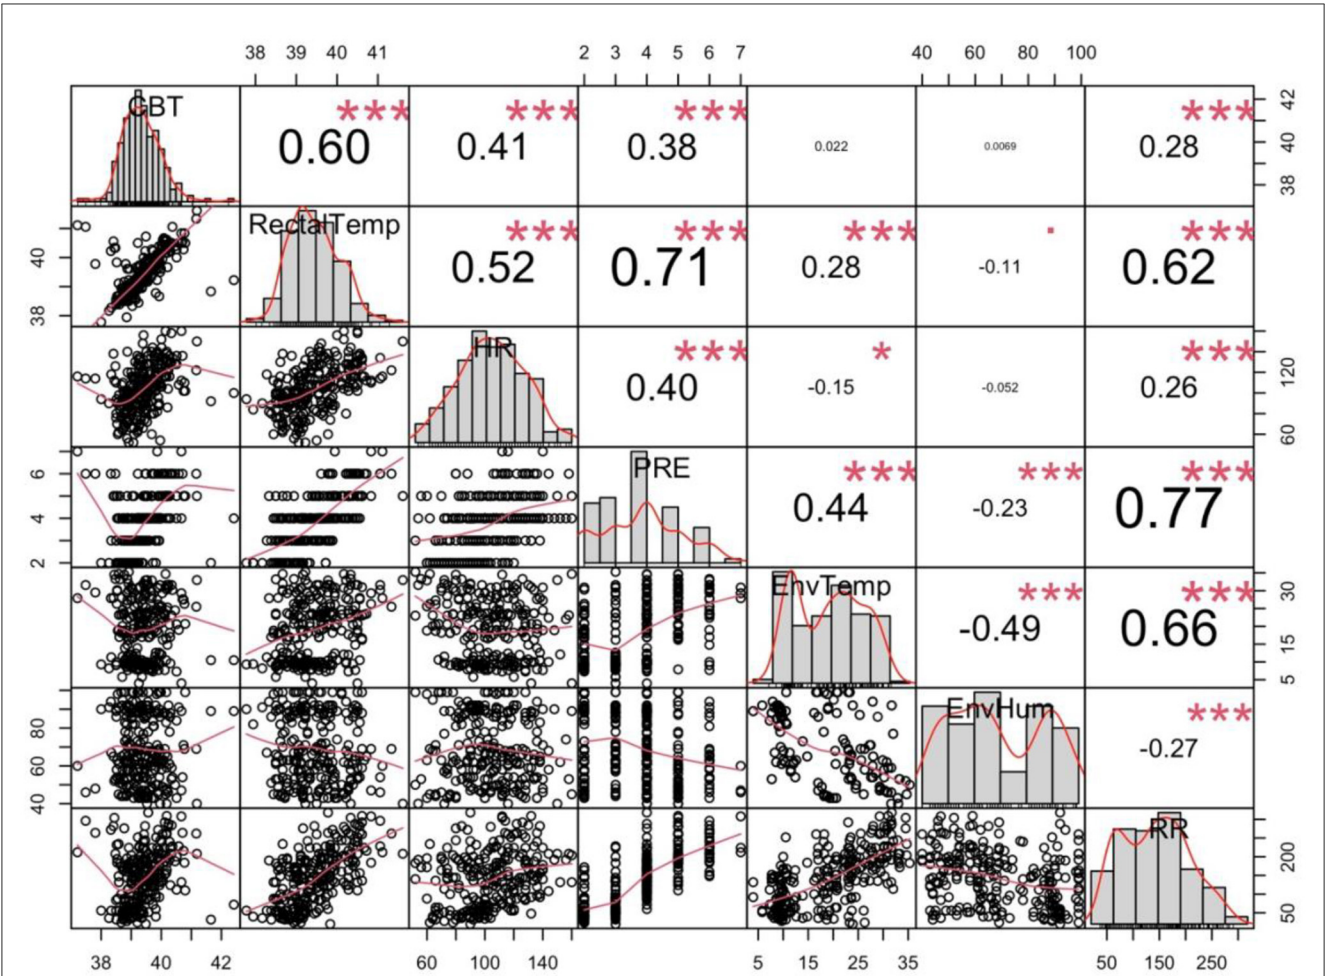 38 39 40 41 2 3 4 5 6 7 40 60 80 100
CBT *** *** *** *** 42
0.60 0.41 0.38 0.022 0.0069 0.28 40
38
RectalTemp *** *** *** ***
40 0.52 0.71 0.28 -0.11 0.62
38
HR *** * ***
0.40 -0.15 -0.052 0.26 120
60
PRE *** *** ***
6 0.44 -0.23 0.77
4
2
EnvTemp *** *** 30
-0.49 0.66 15
5
EnvHum ***
80 -0.27
60
40
RR
200
50
38 40 42 60 100 140 5 15 25 35 50 150 250